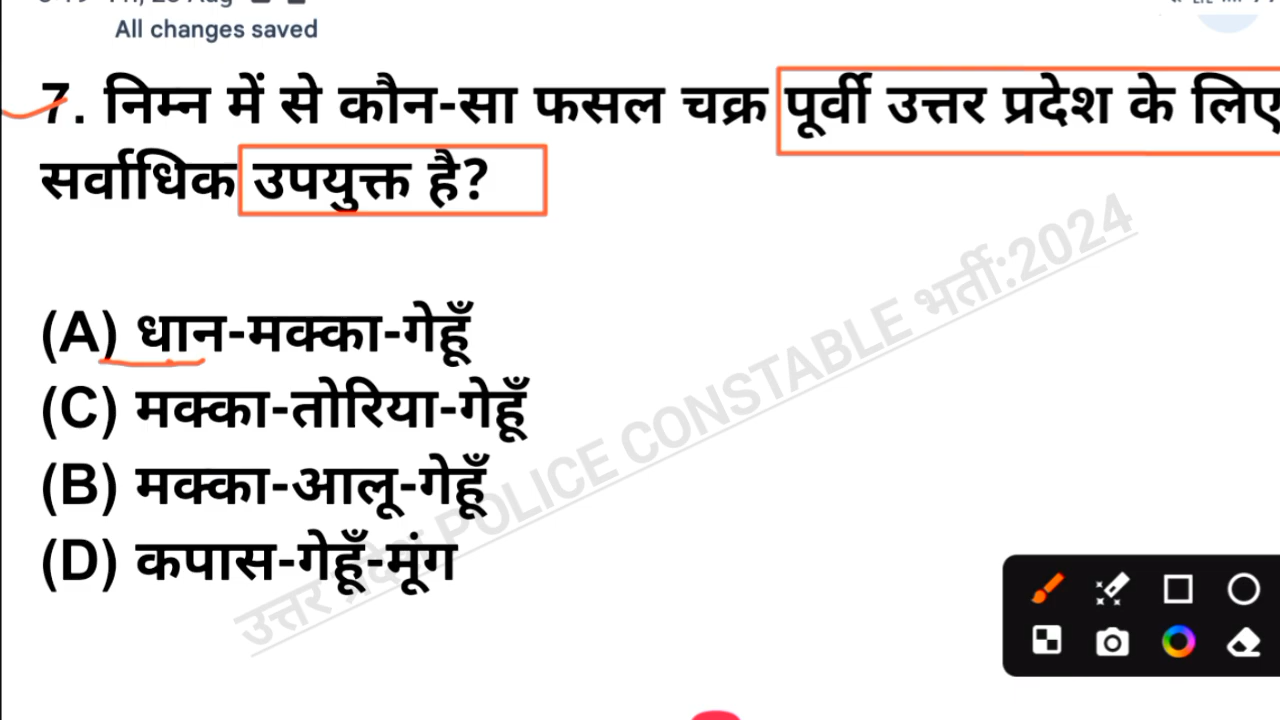 All changes saved
7. निम्न में से कौन-सा फसल चक्र पूर्वी उत्तर प्रदेश के लिए
सर्वाधिक उपयुक्त है?
(A) धान-मक्का-गेहूँ
(C) मक्का-तोरिया-गेहूँ
(B) मक्का-आलू-गेहूँ
(D) कपास-गेहूँ-मूंग
उत्तर प्रदेश POLICE CONSTABLE भर्ती:2024